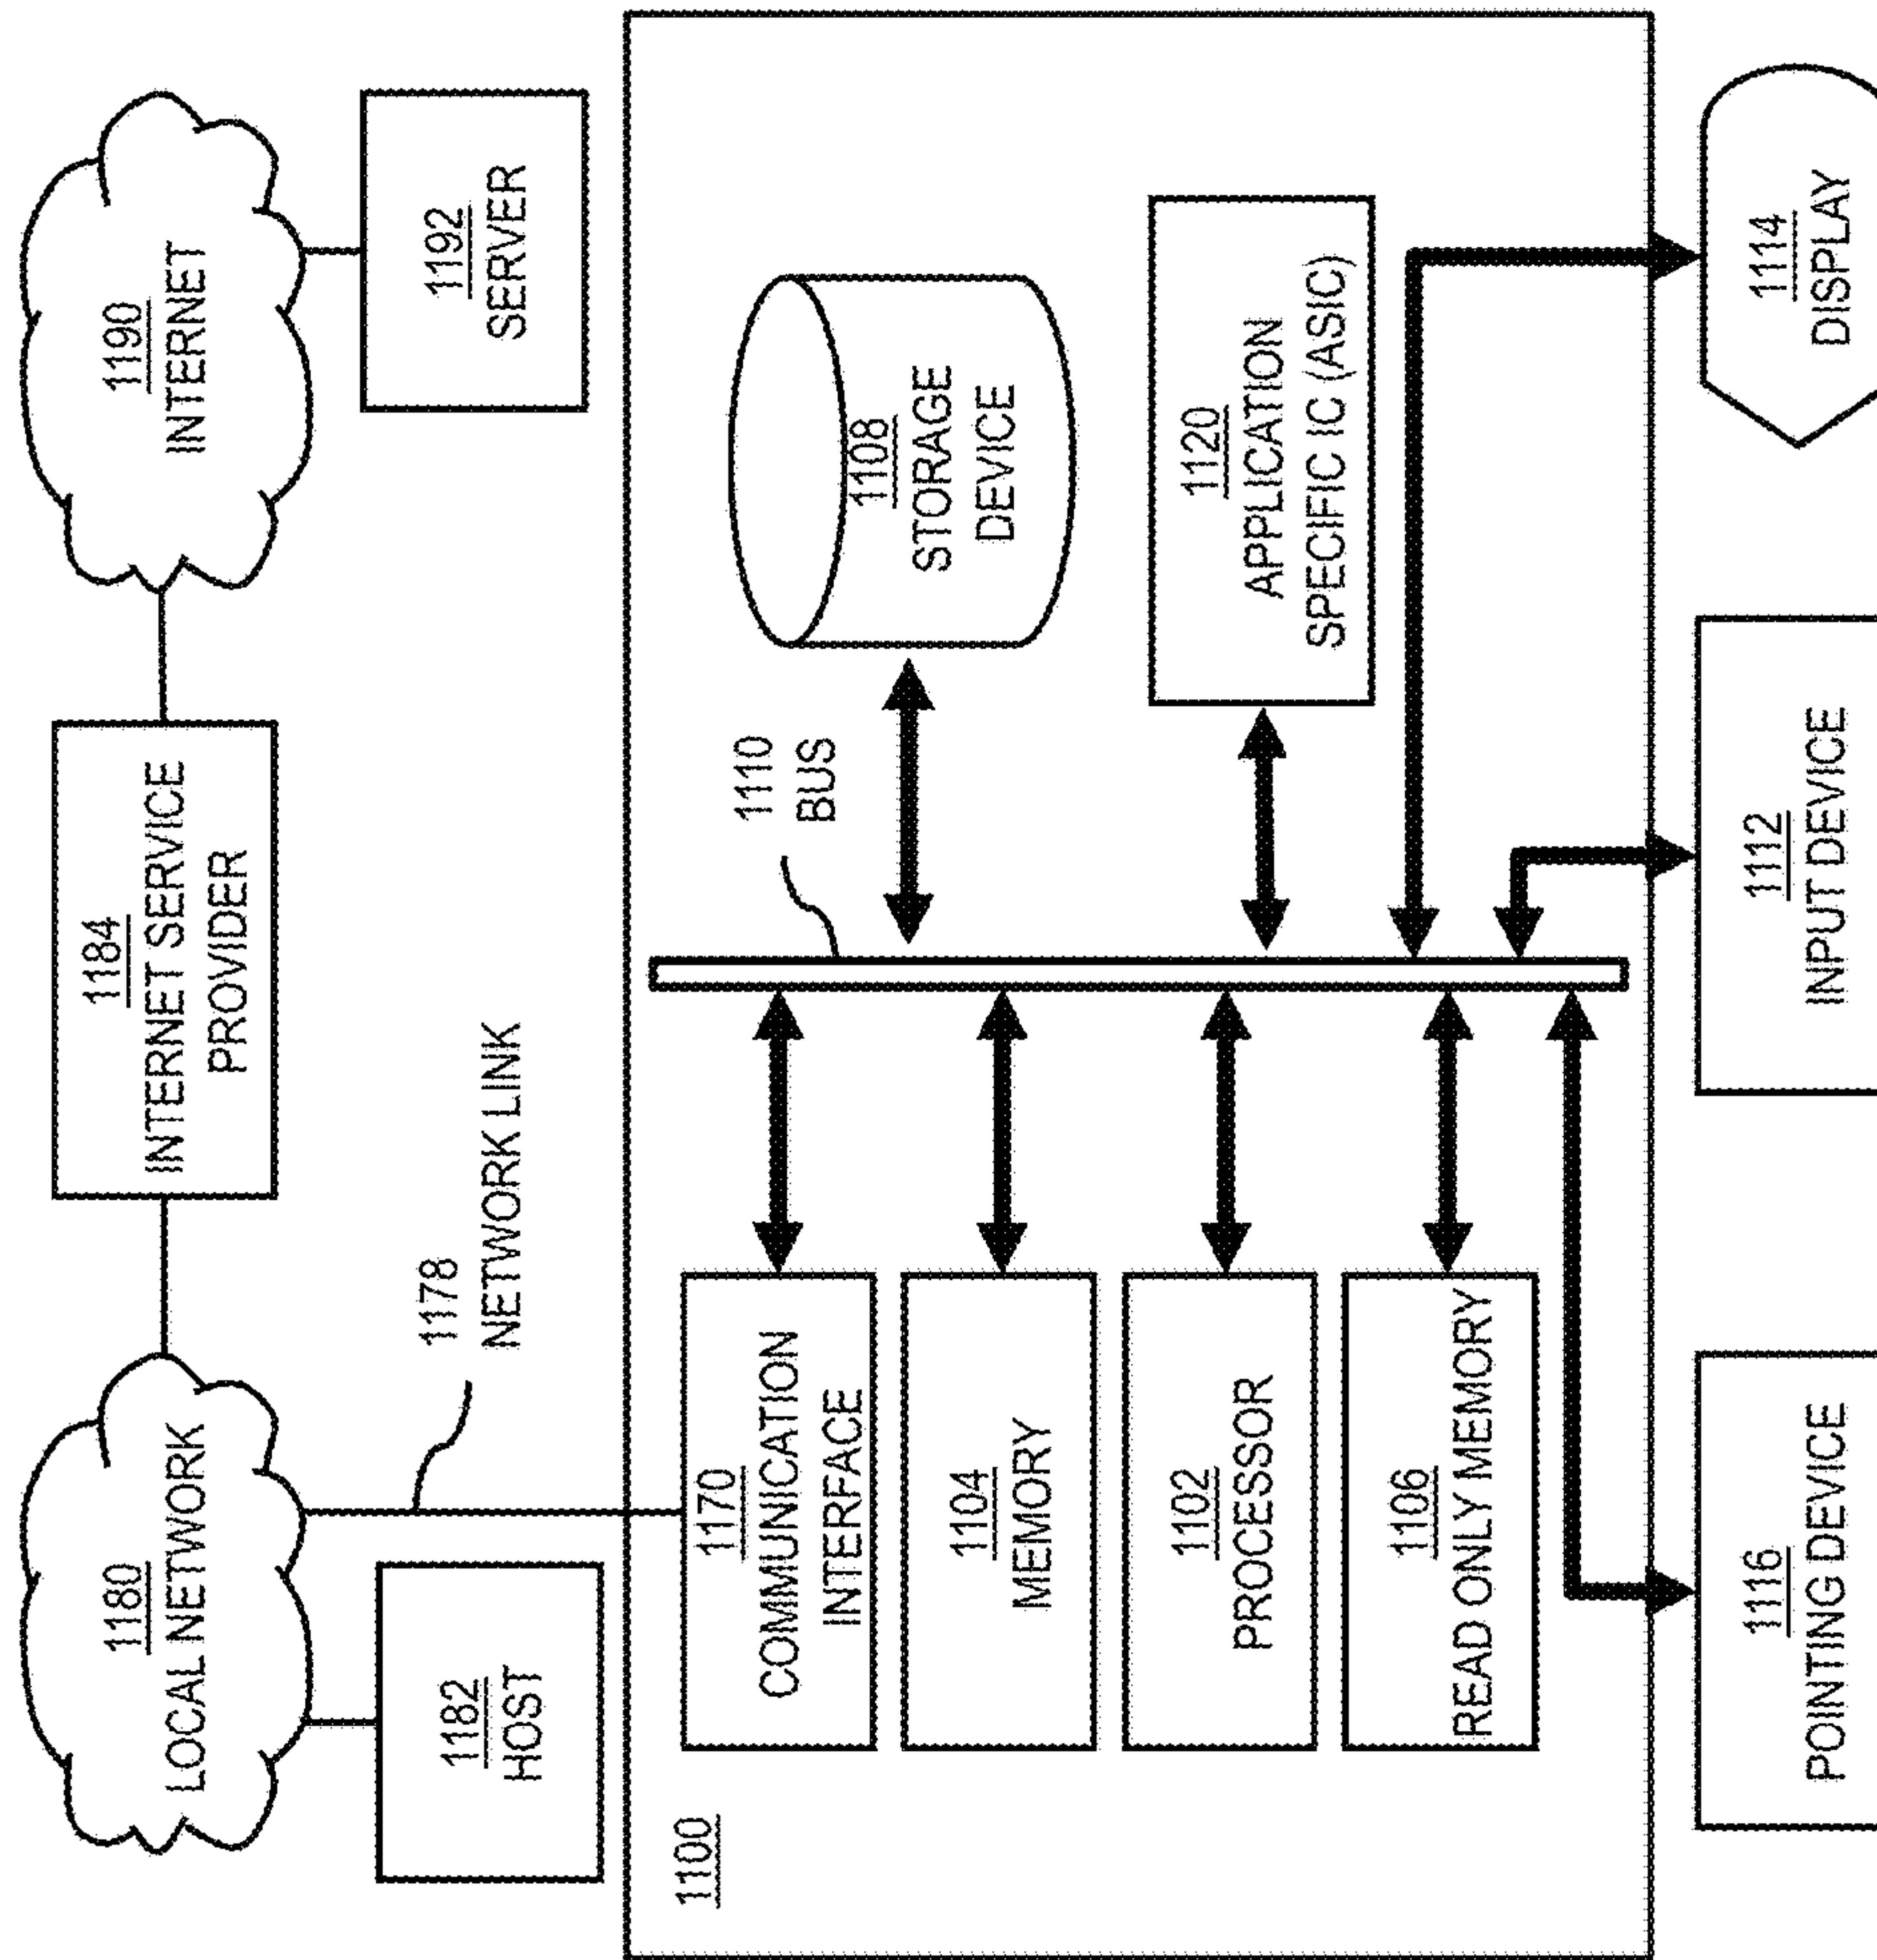 1180
LOCAL NETWORK
1184
INTERNET SERVICE
PROVIDER
1190
INTERNET
1182
HOST
1178
NETWORK LINK
1192
SERVER
1100
1170
COMMUNICATION
INTERFACE
1110
BUS
1108
STORAGE
DEVICE
1104
MEMORY
1102
PROCESSOR
1120
APPLICATION
SPECIFIC IC (ASIC)
1106
READ ONLY MEMORY
1116
POINTING DEVICE
1112
INPUT DEVICE
1114
DISPLAY